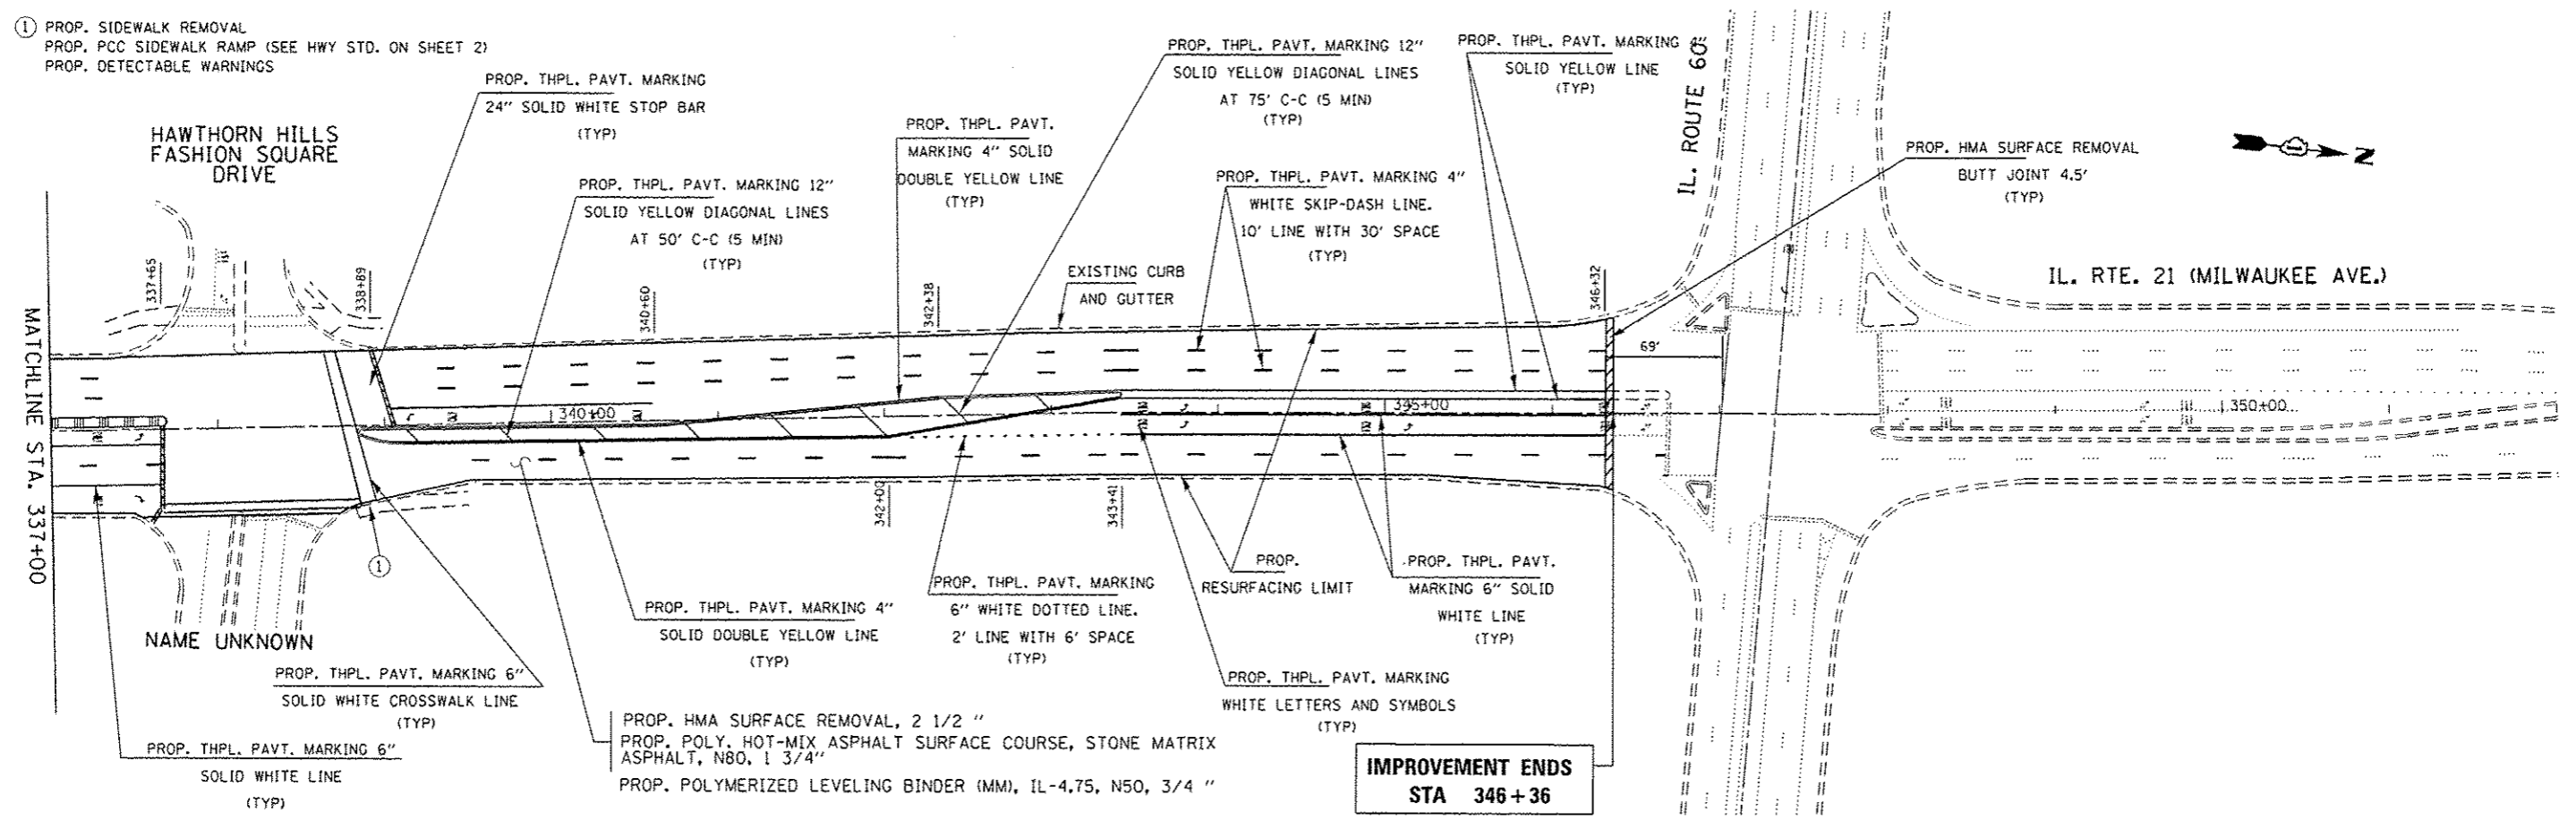 ① PROP. SIDEWALK REMOVAL
PROP. PCC SIDEWALK RAMP (SEE HWY STD. ON SHEET 2)
PROP. DETECTABLE WARNINGS
PROP. THPL. PAVT. MARKING
24" SOLID WHITE STOP BAR
(TYP)
HAWTHORN HILLS
FASHION SQUARE
DRIVE
PROP. THPL. PAVT. MARKING 12"
SOLID YELLOW DIAGONAL LINES
AT 50' C-C (5 MIN)
(TYP)
PROP. THPL. PAVT.
MARKING 4" SOLID
DOUBLE YELLOW LINE
(TYP)
PROP. THPL. PAVT. MARKING 12"
SOLID YELLOW DIAGONAL LINES
AT 75' C-C (5 MIN)
(TYP)
PROP. THPL. PAVT. MARKING 4"
WHITE SKIP-DASH LINE.
10' LINE WITH 30' SPACE
(TYP)
PROP. THPL. PAVT. MARKING
SOLID YELLOW LINE
(TYP)
IL. ROUTE 60
PROP. HMA SURFACE REMOVAL
BUTT JOINT 4.5'
(TYP)
N
EXISTING CURB
AND GUTTER
IL. RTE. 21 (MILWAUKEE AVE.)
337+65
338+89
340+60
342+38
346+32
69'
MATCHLINE STA. 337+00
340+00
345+00
350+00
342+00
343+41
①
NAME UNKNOWN
PROP. THPL. PAVT. MARKING 6"
SOLID WHITE CROSSWALK LINE
(TYP)
PROP. THPL. PAVT. MARKING 6"
SOLID WHITE LINE
(TYP)
PROP. THPL. PAVT. MARKING 4"
SOLID DOUBLE YELLOW LINE
(TYP)
PROP. THPL. PAVT. MARKING
6" WHITE DOTTED LINE.
2' LINE WITH 6' SPACE
(TYP)
PROP.
RESURFACING LIMIT
PROP. THPL. PAVT.
MARKING 6" SOLID
WHITE LINE
(TYP)
PROP. THPL. PAVT. MARKING
WHITE LETTERS AND SYMBOLS
(TYP)
PROP. HMA SURFACE REMOVAL, 2 1/2 "
PROP. POLY. HOT-MIX ASPHALT SURFACE COURSE, STONE MATRIX
ASPHALT, N80, 1 3/4"
PROP. POLYMERIZED LEVELING BINDER (MM), IL-4.75, N50, 3/4 "
IMPROVEMENT ENDS
STA 346+36